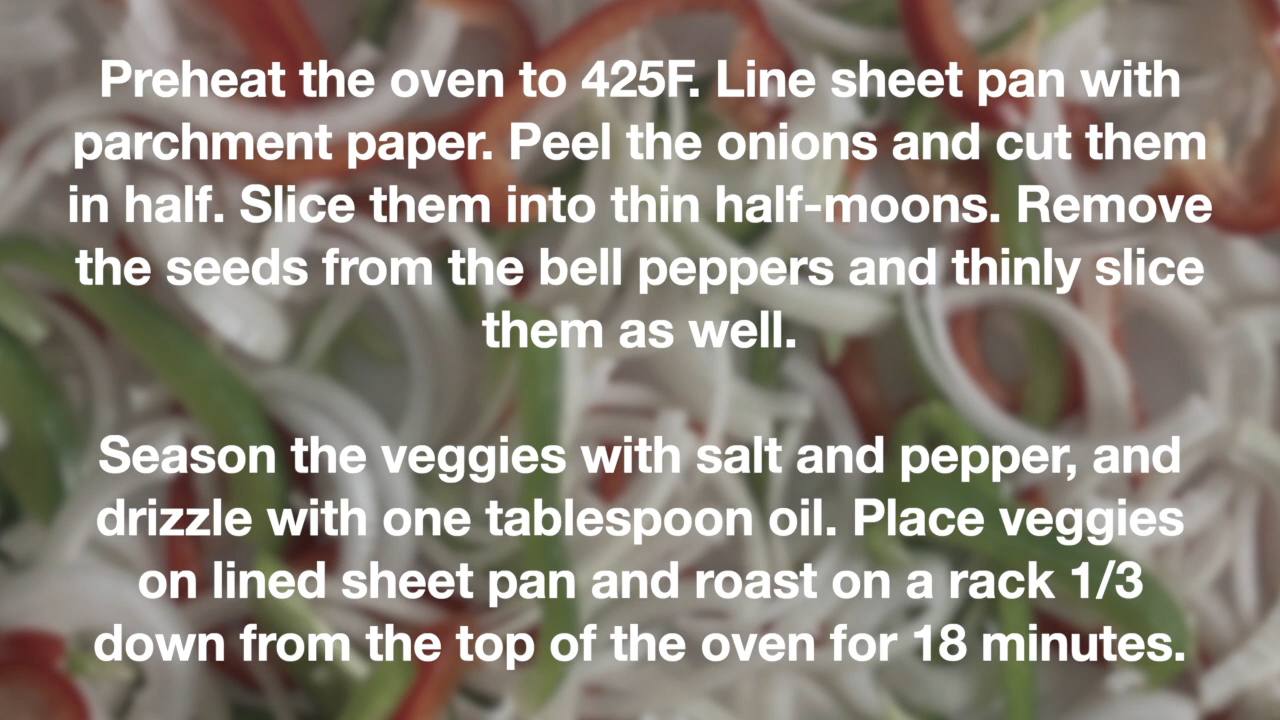 Preheat the oven to 425F. Line sheet pan with
parchment paper. Peel the onions and cut them
in half. Slice them into thin half-moons. Remove
the seeds from the bell peppers and thinly slice
them as well.
Season the veggies with salt and pepper, and
drizzle with one tablespoon oil. Place veggies
on lined sheet pan and roast on a rack 1/3
down from the top of the oven for 18 minutes.